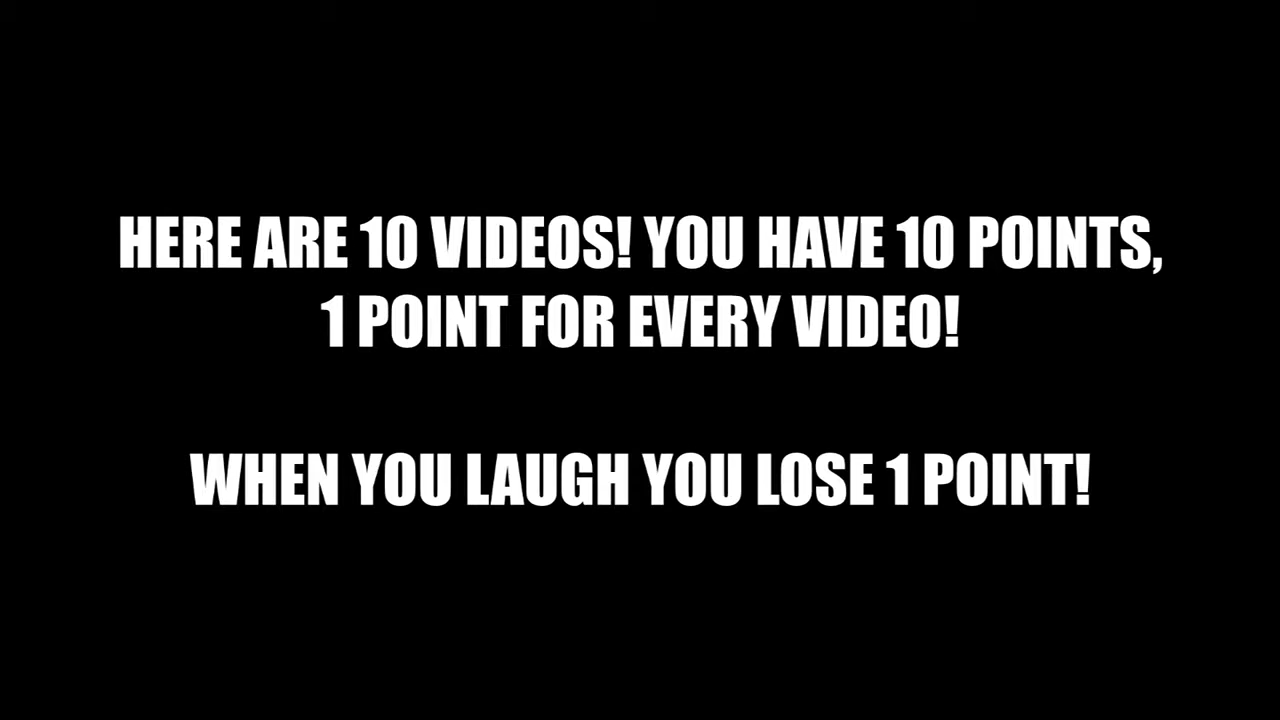 HERE ARE 10 VIDEOS! YOU HAVE 10 POINTS,
1 POINT FOR EVERY VIDEO!
WHEN YOU LAUGH YOU LOSE 1 POINT!